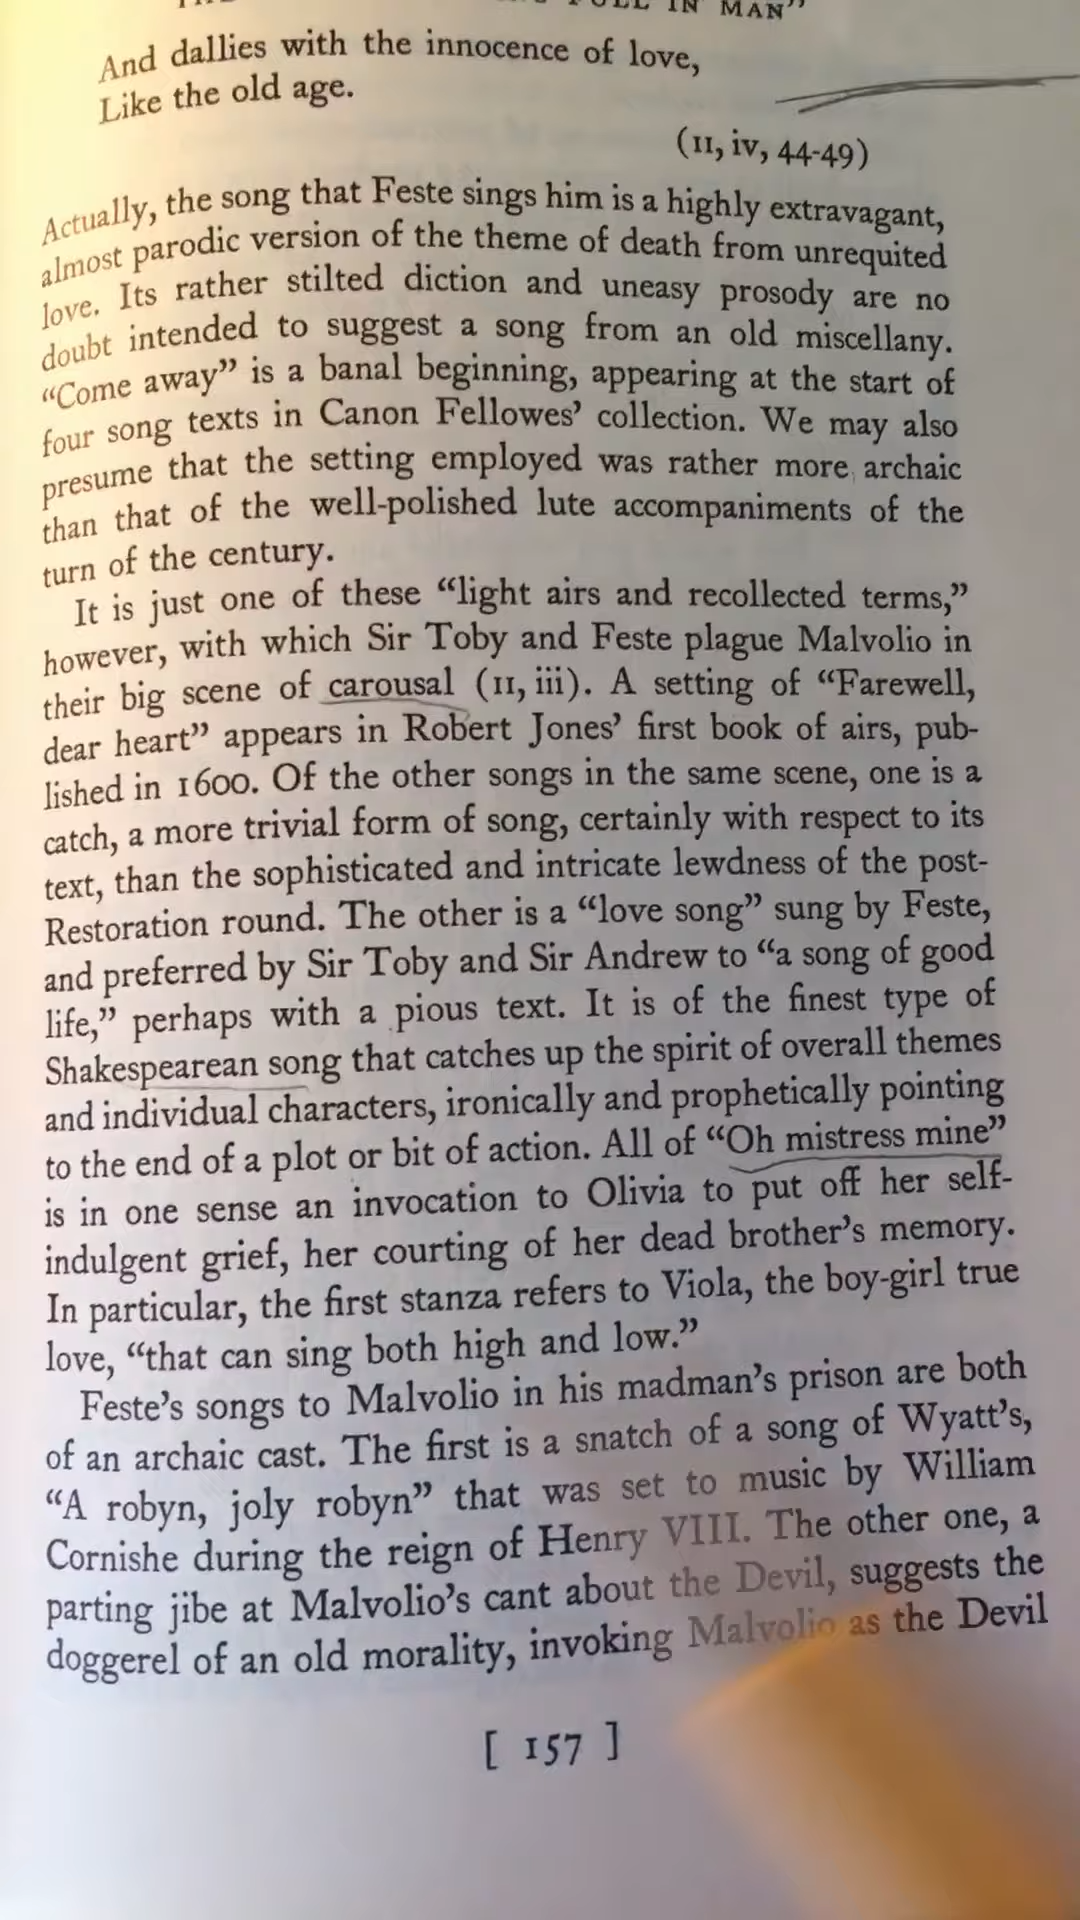 FULL IN MAN"
And dallies with the innocence of love,
Like the old age.
(II, iv, 44-49)
Actually, the song that Feste sings him is a highly extravagant,
almost parodic version of the theme of death from unrequited
love. Its rather stilted diction and uneasy prosody are no
doubt intended to suggest a song from an old miscellany.
“Come away” is a banal beginning, appearing at the start of
four song texts in Canon Fellowes’ collection. We may also
presume that the setting employed was rather more archaic
than that of the well-polished lute accompaniments of the
turn of the century.
It is just one of these “light airs and recollected terms,”
however, with which Sir Toby and Feste plague Malvolio in
their big scene of carousal (II, iii). A setting of “Farewell,
dear heart” appears in Robert Jones’ first book of airs, pub-
lished in 1600. Of the other songs in the same scene, one is a
catch, a more trivial form of song, certainly with respect to its
text, than the sophisticated and intricate lewdness of the post-
Restoration round. The other is a “love song” sung by Feste,
and preferred by Sir Toby and Sir Andrew to “a song of good
life,” perhaps with a pious text. It is of the finest type of
Shakespearean song that catches up the spirit of overall themes
and individual characters, ironically and prophetically pointing
to the end of a plot or bit of action. All of “Oh mistress mine”
is in one sense an invocation to Olivia to put off her self-
indulgent grief, her courting of her dead brother’s memory.
In particular, the first stanza refers to Viola, the boy-girl true
love, “that can sing both high and low.”
Feste’s songs to Malvolio in his madman’s prison are both
of an archaic cast. The first is a snatch of a song of Wyatt’s,
“A robyn, joly robyn” that was set to music by William
Cornishe during the reign of Henry VIII. The other one, a
parting jibe at Malvolio’s cant about the Devil, suggests the
doggerel of an old morality, invoking Malvolio as the Devil
[ 157 ]